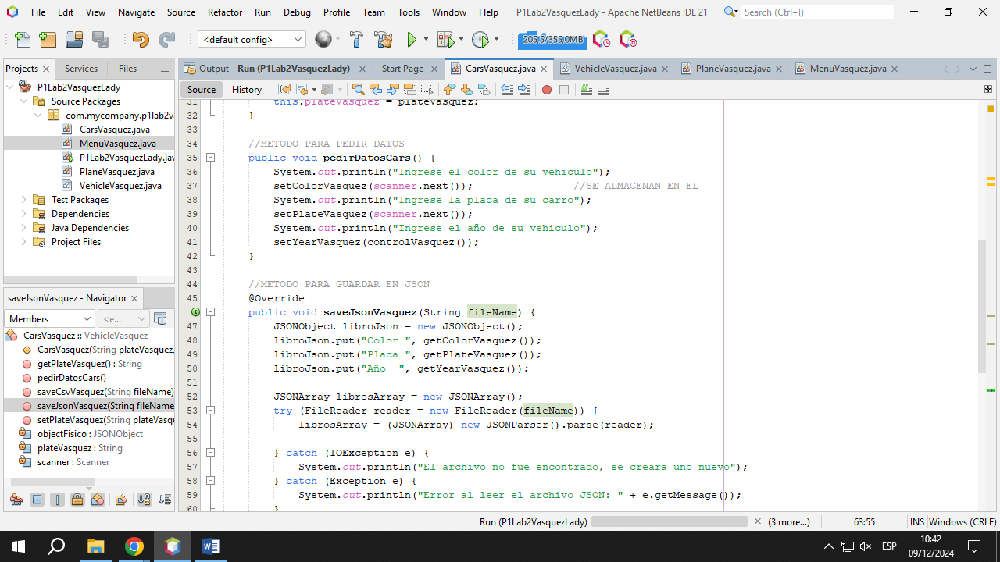 File Edit View Navigate Source Refactor Run Debug Profile Team Tools Window Help P1Lab2VasquezLady - Apache NetBeans IDE 21 Search (Ctrl+I)
<default config> 205,5/355,0MB
Projects Services Files
Output - Run (P1Lab2VasquezLady) Start Page CarsVasquez.java VehicleVasquez.java PlaneVasquez.java MenuVasquez.java
Source History
P1Lab2VasquezLady
Source Packages
com.mycompany.p1lab2v
CarsVasquez.java
MenuVasquez.java
P1Lab2VasquezLady.jav
PlaneVasquez.java
VehicleVasquez.java
Test Packages
Dependencies
Java Dependencies
Project Files
saveJsonVasquez - Navigator
Members <e...
CarsVasquez :: VehicleVasquez
CarsVasquez(String plateVasquez,
getPlateVasquez() : String
pedirDatosCars()
saveCsvVasquez(String fileName)
saveJsonVasquez(String fileName
setPlateVasquez(String plateVasqu
objectFisico : JSONObject
plateVasquez : String
scanner : Scanner
31 this.plateVasquez = plateVasquez;
32 }
33
34 //METODO PARA PEDIR DATOS
35 public void pedirDatosCars() {
36 System.out.println("Ingrese el color de su vehiculo");
37 setColorVasquez(scanner.next()); //SE ALMACENAN EN EL
38 System.out.println("Ingrese la placa de su carro");
39 setPlateVasquez(scanner.next());
40 System.out.println("Ingrese el año de su vehiculo");
41 setYearVasquez(controlVasquez());
42 }
43
44 //METODO PARA GUARDAR EN JSON
45 @Override
public void saveJsonVasquez(String fileName) {
47 JSONObject libroJson = new JSONObject();
48 libroJson.put("Color ", getColorVasquez());
49 libroJson.put("Placa ", getPlateVasquez());
50 libroJson.put("Año  ", getYearVasquez());
51
52 JSONArray librosArray = new JSONArray();
53 try (FileReader reader = new FileReader(fileName)) {
54 librosArray = (JSONArray) new JSONParser().parse(reader);
55
56 } catch (IOException e) {
57 System.out.println("El archivo no fue encontrado, se creara uno nuevo");
58 } catch (Exception e) {
59 System.out.println("Error al leer el archivo JSON: " + e.getMessage());
60 }
Run (P1Lab2VasquezLady) (3 more...) 63:55 INS Windows (CRLF)
ESP 10:42
09/12/2024